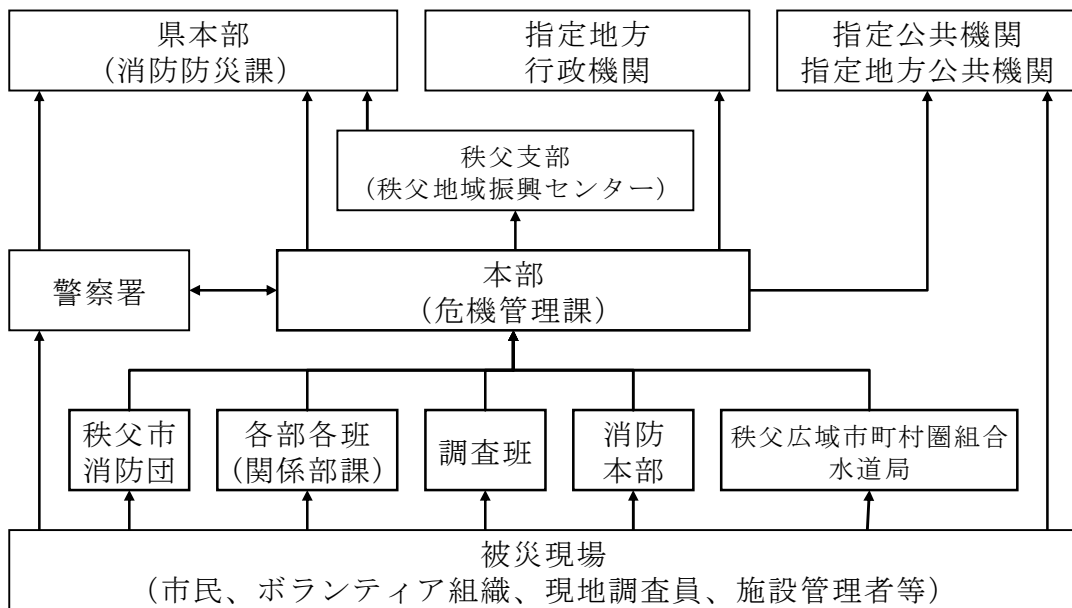 県本部
（消防防災課）
指定地方
行政機関
指定公共機関
指定地方公共機関
秩父支部
（秩父地域振興センター）
警察署
本部
（危機管理課）
秩父市
消防団
各部各班
（関係部課）
調査班
消防
本部
秩父広域市町村圏組合
水道局
被災現場
（市民、ボランティア組織、現地調査員、施設管理者等）